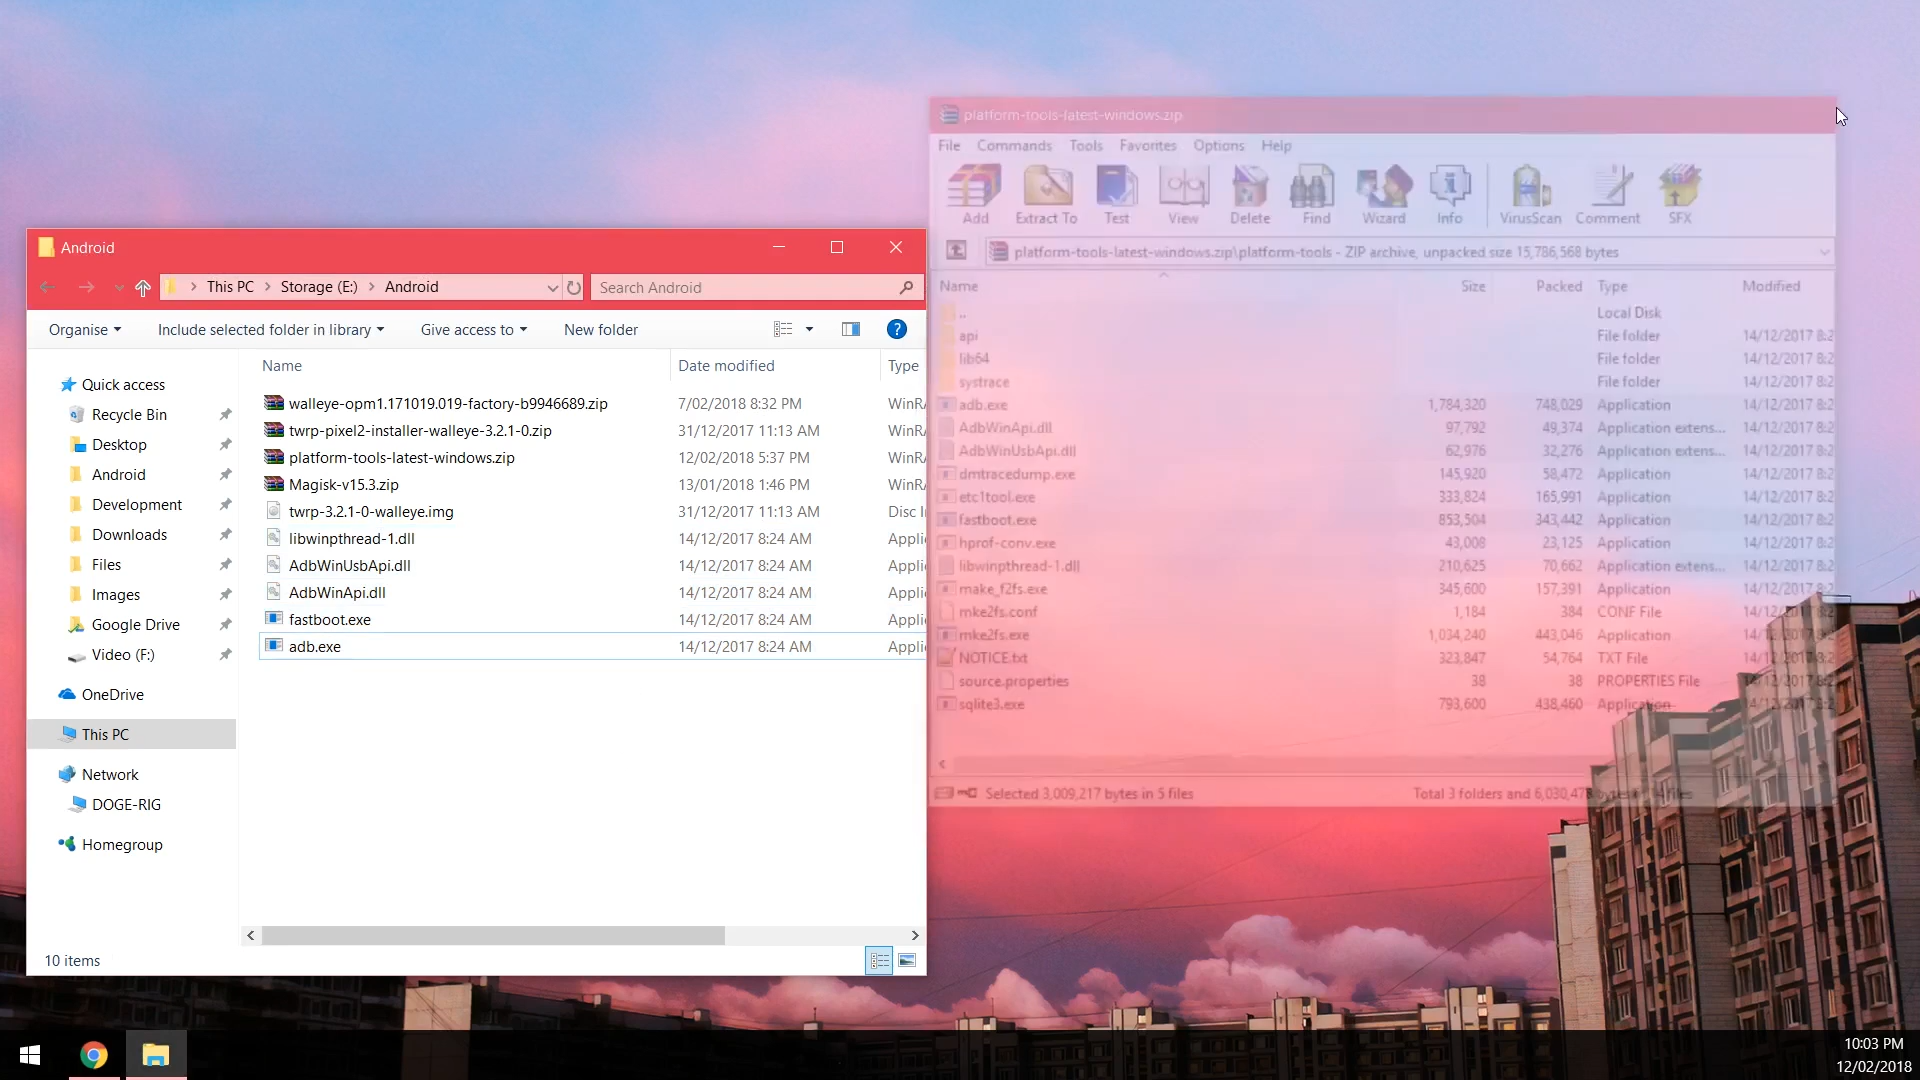 Android
This PC > Storage (E:) > Android
Search Android
Organise
Include selected folder in library
Give access to
New folder
Name
Date modified
Type
Quick access
Recycle Bin
Desktop
Android
Development
Downloads
Files
Images
Google Drive
Video (F:)
OneDrive
This PC
Network
DOGE-RIG
Homegroup
walleye-opm1.171019.019-factory-b9946689.zip 7/02/2018 8:32 PM WinRA
twrp-pixel2-installer-walleye-3.2.1-0.zip 31/12/2017 11:13 AM WinRA
platform-tools-latest-windows.zip 12/02/2018 5:37 PM WinRA
Magisk-v15.3.zip 13/01/2018 1:46 PM WinRA
twrp-3.2.1-0-walleye.img 31/12/2017 11:13 AM Disc I
libwinpthread-1.dll 14/12/2017 8:24 AM Appli
AdbWinUsbApi.dll 14/12/2017 8:24 AM Appli
AdbWinApi.dll 14/12/2017 8:24 AM Appli
fastboot.exe 14/12/2017 8:24 AM Appli
adb.exe 14/12/2017 8:24 AM Appli
10 items
platform-tools-latest-windows.zip
File Commands Tools Favorites Options Help
Add Extract To Test View Delete Find Wizard Info VirusScan Comment SFX
platform-tools-latest-windows.zip\platform-tools - ZIP archive, unpacked size 15,786,568 bytes
Name Size Packed Type Modified
.. Local Disk
api File folder 14/12/2017 8:2
lib64 File folder 14/12/2017 8:2
systrace File folder 14/12/2017 8:2
adb.exe 1,784,320 748,029 Application 14/12/2017 8:2
AdbWinApi.dll 97,792 49,374 Application extens... 14/12/2017 8:2
AdbWinUsbApi.dll 62,976 32,276 Application extens... 14/12/2017 8:2
dmtracedump.exe 145,920 58,472 Application 14/12/2017 8:2
etc1tool.exe 333,824 165,991 Application 14/12/2017 8:2
fastboot.exe 853,504 343,442 Application 14/12/2017 8:2
hprof-conv.exe 43,008 23,125 Application 14/12/2017 8:2
libwinpthread-1.dll 210,625 70,662 Application extens... 14/12/2017 8:2
make_f2fs.exe 345,600 157,391 Application 14/12/2017 8:2
mke2fs.conf 1,184 384 CONF File 14/12/2017 8:2
mke2fs.exe 1,034,240 443,046 Application 14/12/2017 8:2
NOTICE.txt 323,847 54,764 TXT File 14/12/2017 8:2
source.properties 38 38 PROPERTIES File 14/12/2017 8:2
sqlite3.exe 793,600 438,460 Application 14/12/2017 8:2
Selected 3,009,217 bytes in 5 files
Total 3 folders and 6,030,478 bytes in 14 files
10:03 PM
12/02/2018